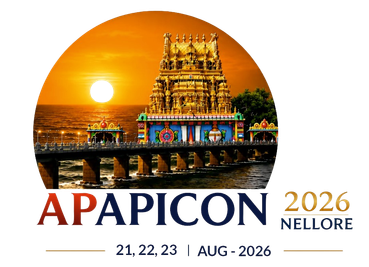 APAPICON
2026
NELLORE
21, 22, 23 | AUG - 2026